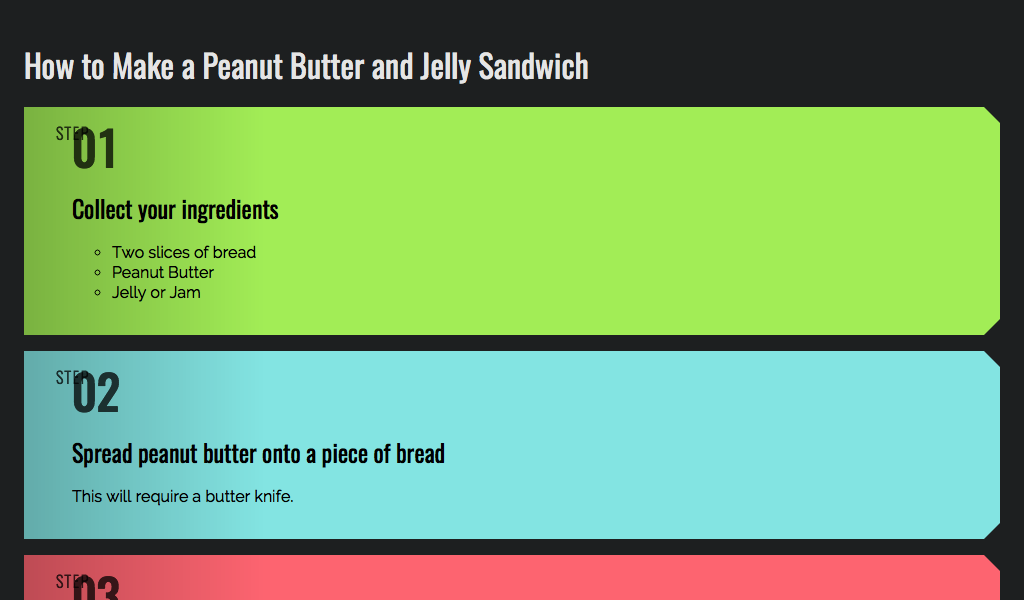 How to Make a Peanut Butter and Jelly Sandwich
STEP
01
Collect your ingredients
Two slices of bread
Peanut Butter
Jelly or Jam
STEP
02
Spread peanut butter onto a piece of bread
This will require a butter knife.
STEP
03